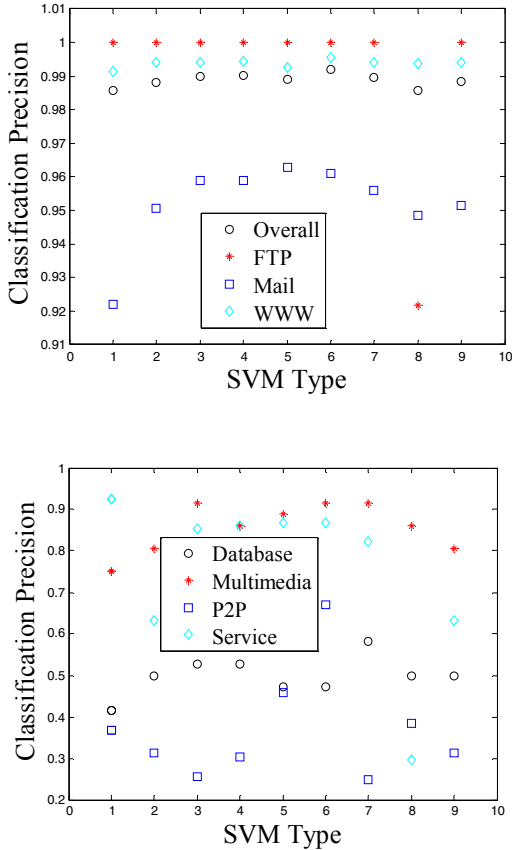 1.01
1
0.99
0.98
0.97
0.96
0.95
0.94
0.93
0.92
0.91
Classification Precision
Overall
FTP
Mail
WWW
0 1 2 3 4 5 6 7 8 9 10
SVM Type
1
0.9
0.8
0.7
0.6
0.5
0.4
0.3
0.2
Classification Precision
Database
Multimedia
P2P
Service
0 1 2 3 4 5 6 7 8 9 10
SVM Type